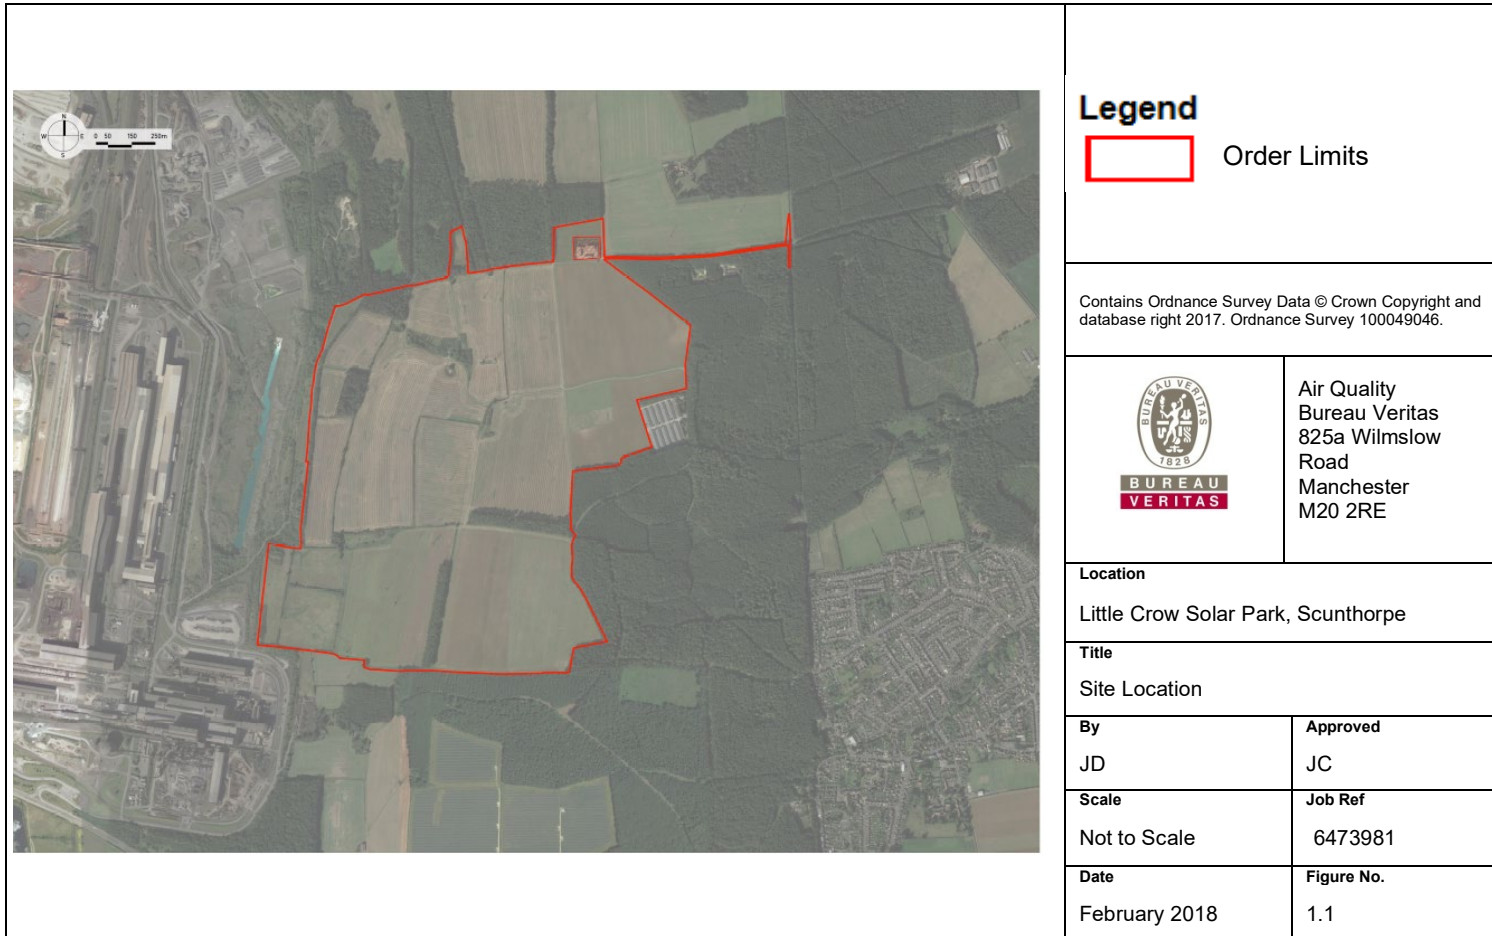 N
W E
S
0 50 150 250m
Legend
Order Limits
Contains Ordnance Survey Data © Crown Copyright and
database right 2017. Ordnance Survey 100049046.
BUREAU VERITAS
1828
BUREAU
VERITAS
Air Quality
Bureau Veritas
825a Wilmslow
Road
Manchester
M20 2RE
Location
Little Crow Solar Park, Scunthorpe
Title
Site Location
By
JD
Approved
JC
Scale
Not to Scale
Job Ref
6473981
Date
February 2018
Figure No.
1.1